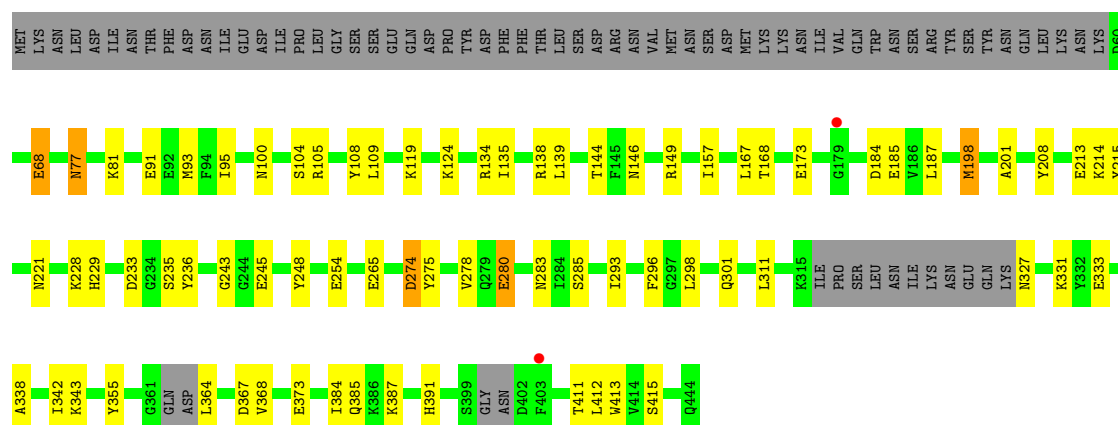 MET LYS ASN LEU ASP ILE ASN THR PHE ASP ASN ILE GLU ASP ILE PRO LEU GLY SER SER GLU GLN ASP PRO TYR ASP PHE PHE THR LEU SER ASP ARG ASN VAL MET ASN SER ASP MET LYS LYS ASN ILE VAL GLN TRP ASN SER ARG TYR SER TYR ASN GLN LEU LYS ASN LYS D60
E68 N77 K81 E91 E92 M93 F94 I95 N100 S104 R105 Y108 L109 K119 K124 R134 I135 R138 L139 T144 F145 N146 R149 I157 L167 T168 E173 G179 D184 E185 V186 L187 M198 A201 Y208 E213 K214 Y215
N221 K228 H229 D233 G234 S235 Y236 G243 G244 E245 Y248 E254 E265 D274 Y275 V278 Q279 E280 N283 I284 S285 I293 F296 G297 L298 Q301 L311 K315 ILE PRO SER LEU ASN ILE LYS ASN GLU GLN LYS N327 K331 Y332 E333
A338 I342 K343 Y355 G361 GLN ASP L364 D367 V368 E373 I384 Q385 K386 K387 H391 S399 GLY ASN D402 F403 T411 L412 W413 V414 S415 Q444